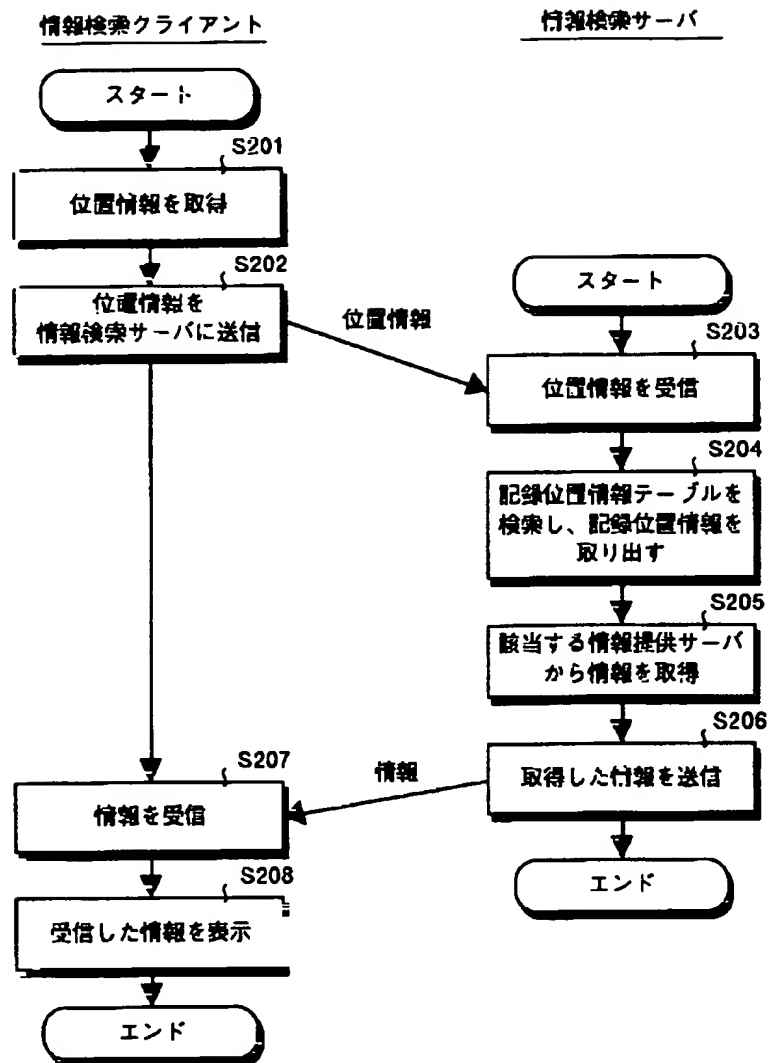 情報検索クライアント
情報検索サーバ
スタート
S201
位置情報を取得
S202
位置情報を
情報検索サーバに送信
位置情報
スタート
S203
位置情報を受信
S204
記録位置情報テーブルを
検索し、記録位置情報を
取り出す
S205
該当する情報提供サーバ
から情報を取得
S206
取得した情報を送信
情報
S207
情報を受信
エンド
S208
受信した情報を表示
エンド